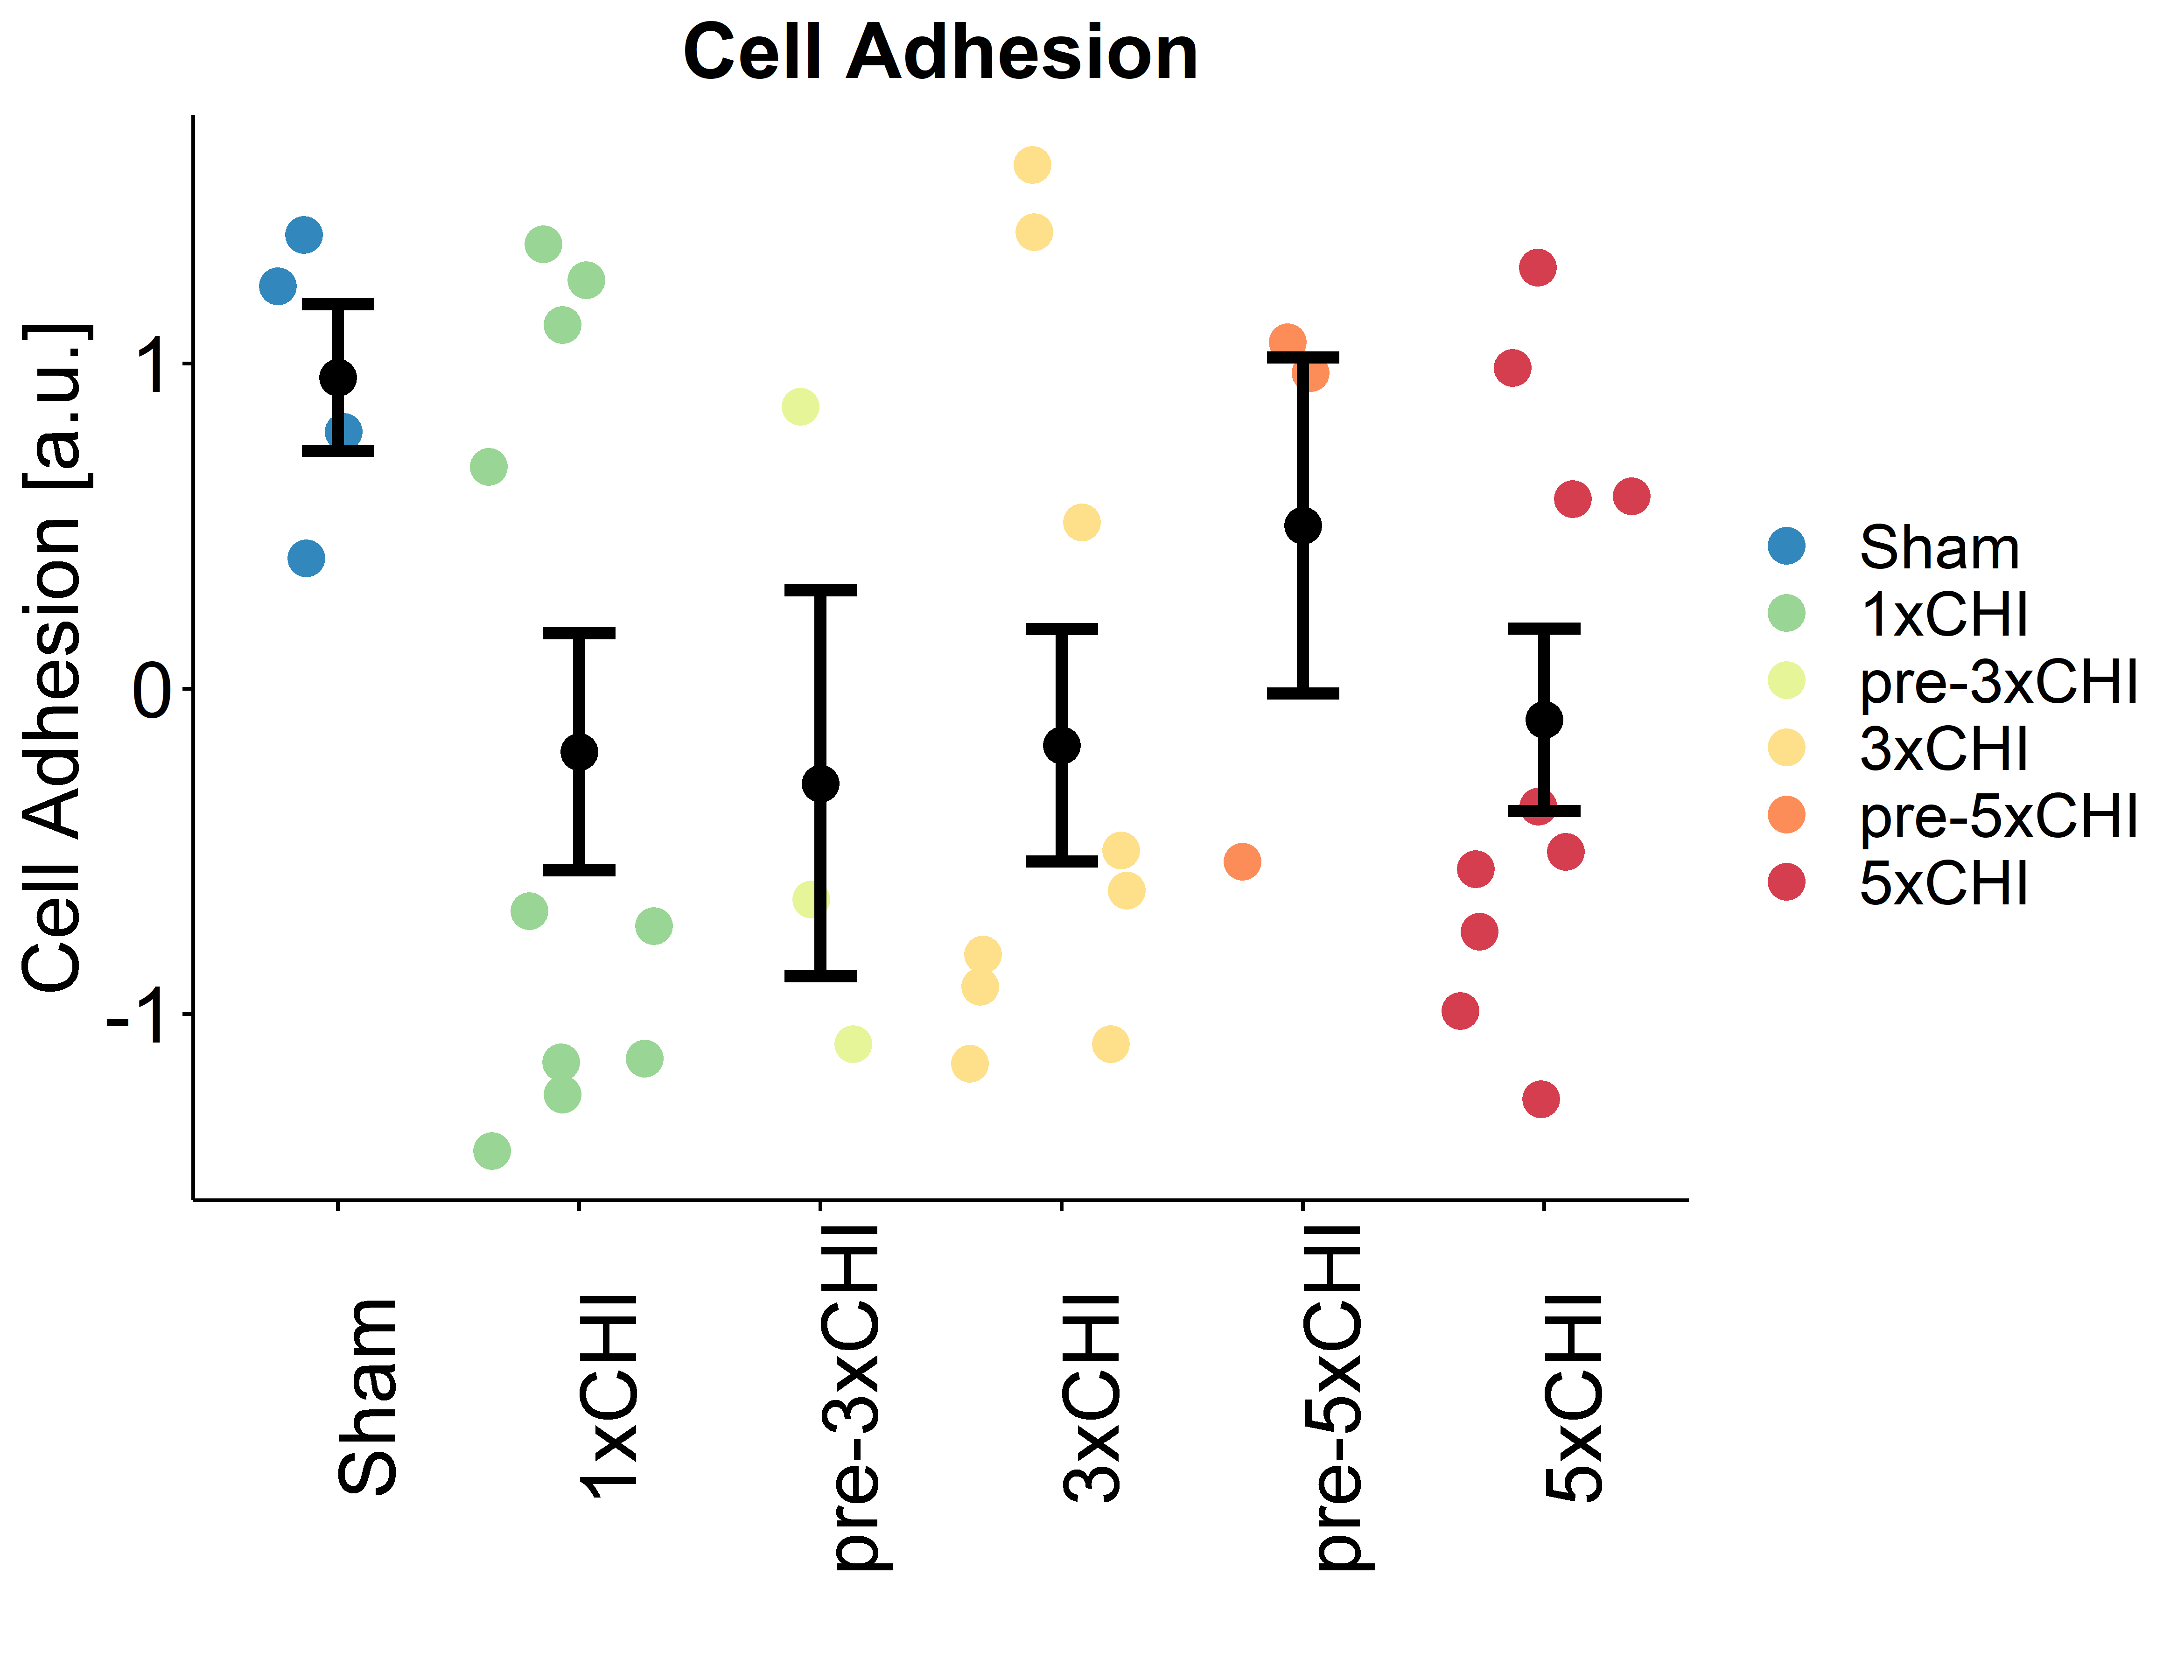 Cell Adhesion
Cell Adhesion [a.u.]
1
0
-1
Sham
1xCHI
pre-3xCHI
3xCHI
pre-5xCHI
5xCHI
Sham
1xCHI
pre-3xCHI
3xCHI
pre-5xCHI
5xCHI